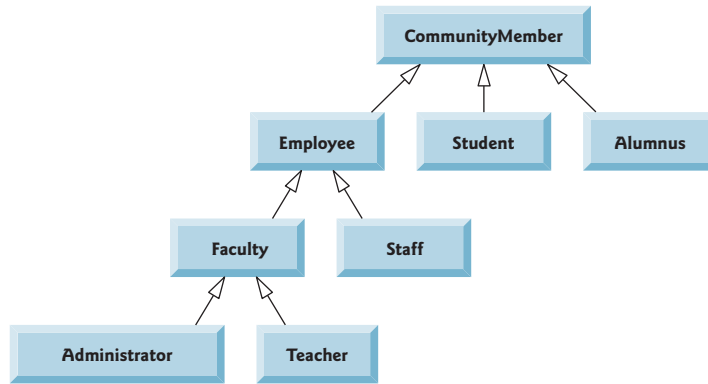 CommunityMember
Employee
Student
Alumnus
Faculty
Staff
Administrator
Teacher